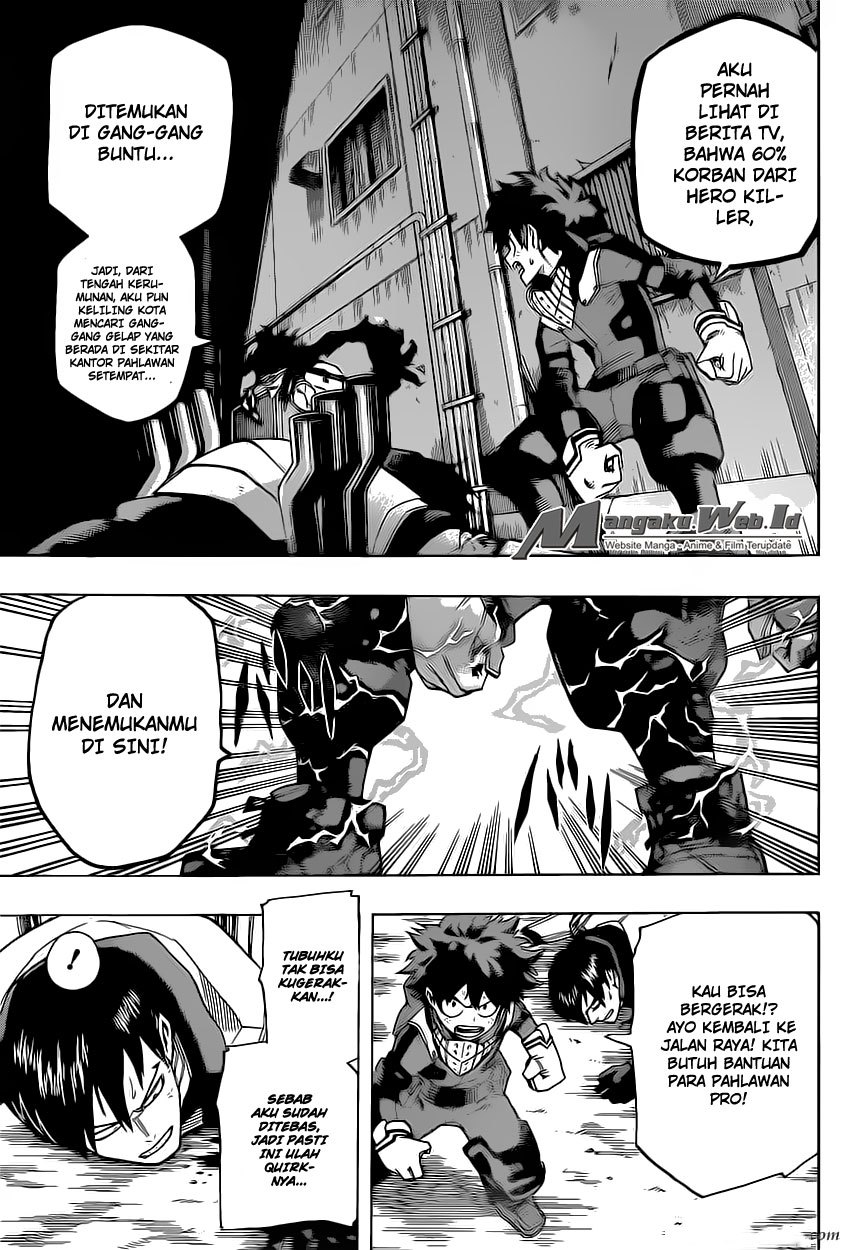 AKU
PERNAH
LIHAT DI
BERITA TV,
BAHWA 60%
KORBAN DARI
HERO KIL-
LER,
DITEMUKAN
DI GANG-GANG
BUNTU...
JADI, DARI
TENGAH KERU-
MUNAN, AKU PUN
KELILING KOTA
MENCARI GANG-
GANG GELAP YANG
BERADA DI SEKITAR
KANTOR PAHLAWAN
SETEMPAT...
Mangaku.Web.Id
Website Manga - Anime & Film Terupdate
DAN
MENEMUKANMU
DI SINI!
KAU BISA
BERGERAK!?
AYO KEMBALI KE
JALAN RAYA! KITA
BUTUH BANTUAN
PARA PAHLAWAN
PRO!
TUBUHKU
TAK BISA
KUGERAK-
KAN...!
SEBAB
AKU SUDAH
DITEBAS,
JADI PASTI
INI ULAH
QUIRK-
NYA...
!
.com